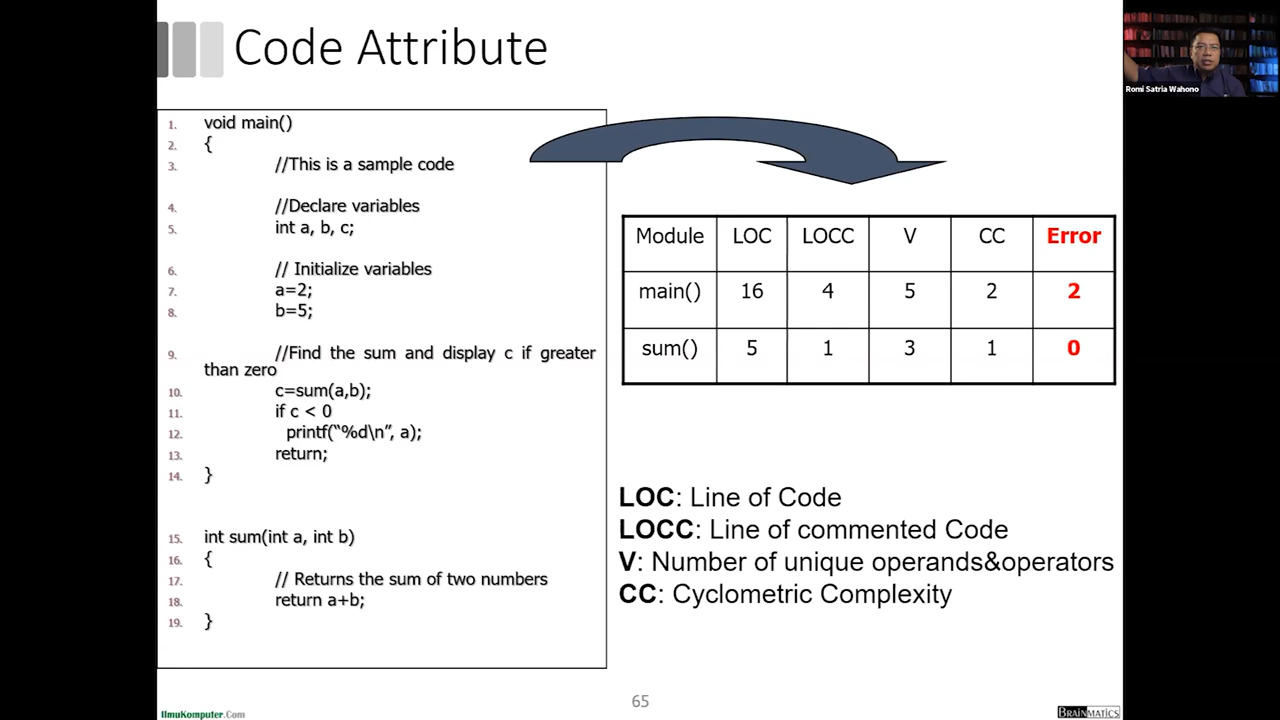 Code Attribute
Romi Satria Wahono
1. void main()
2. {
3. //This is a sample code
4. //Declare variables
5. int a, b, c;
6. // Initialize variables
7. a=2;
8. b=5;
9. //Find the sum and display c if greater
than zero
10. c=sum(a,b);
11. if c < 0
12. printf(“%d\n”, a);
13. return;
14. }
15. int sum(int a, int b)
16. {
17. // Returns the sum of two numbers
18. return a+b;
19. }
Module LOC LOCC V CC Error
main() 16 4 5 2 2
sum() 5 1 3 1 0
LOC: Line of Code
LOCC: Line of commented Code
V: Number of unique operands&operators
CC: Cyclometric Complexity
65
IlmuKomputer.Com
BRAINMATICS